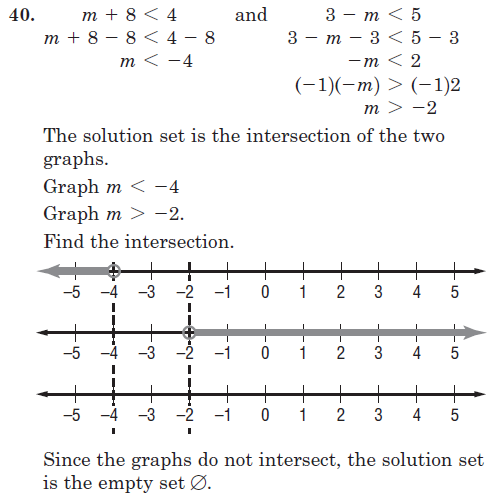 40. m + 8 < 4 and 3 − m < 5
m + 8 − 8 < 4 − 8 3 − m − 3 < 5 − 3
m < −4 −m < 2
(−1)(−m) > (−1)2
m > −2
The solution set is the intersection of the two
graphs.
Graph m < −4
Graph m > −2.
Find the intersection.
−5 −4 −3 −2 −1 0 1 2 3 4 5
−5 −4 −3 −2 −1 0 1 2 3 4 5
−5 −4 −3 −2 −1 0 1 2 3 4 5
Since the graphs do not intersect, the solution set
is the empty set ∅.